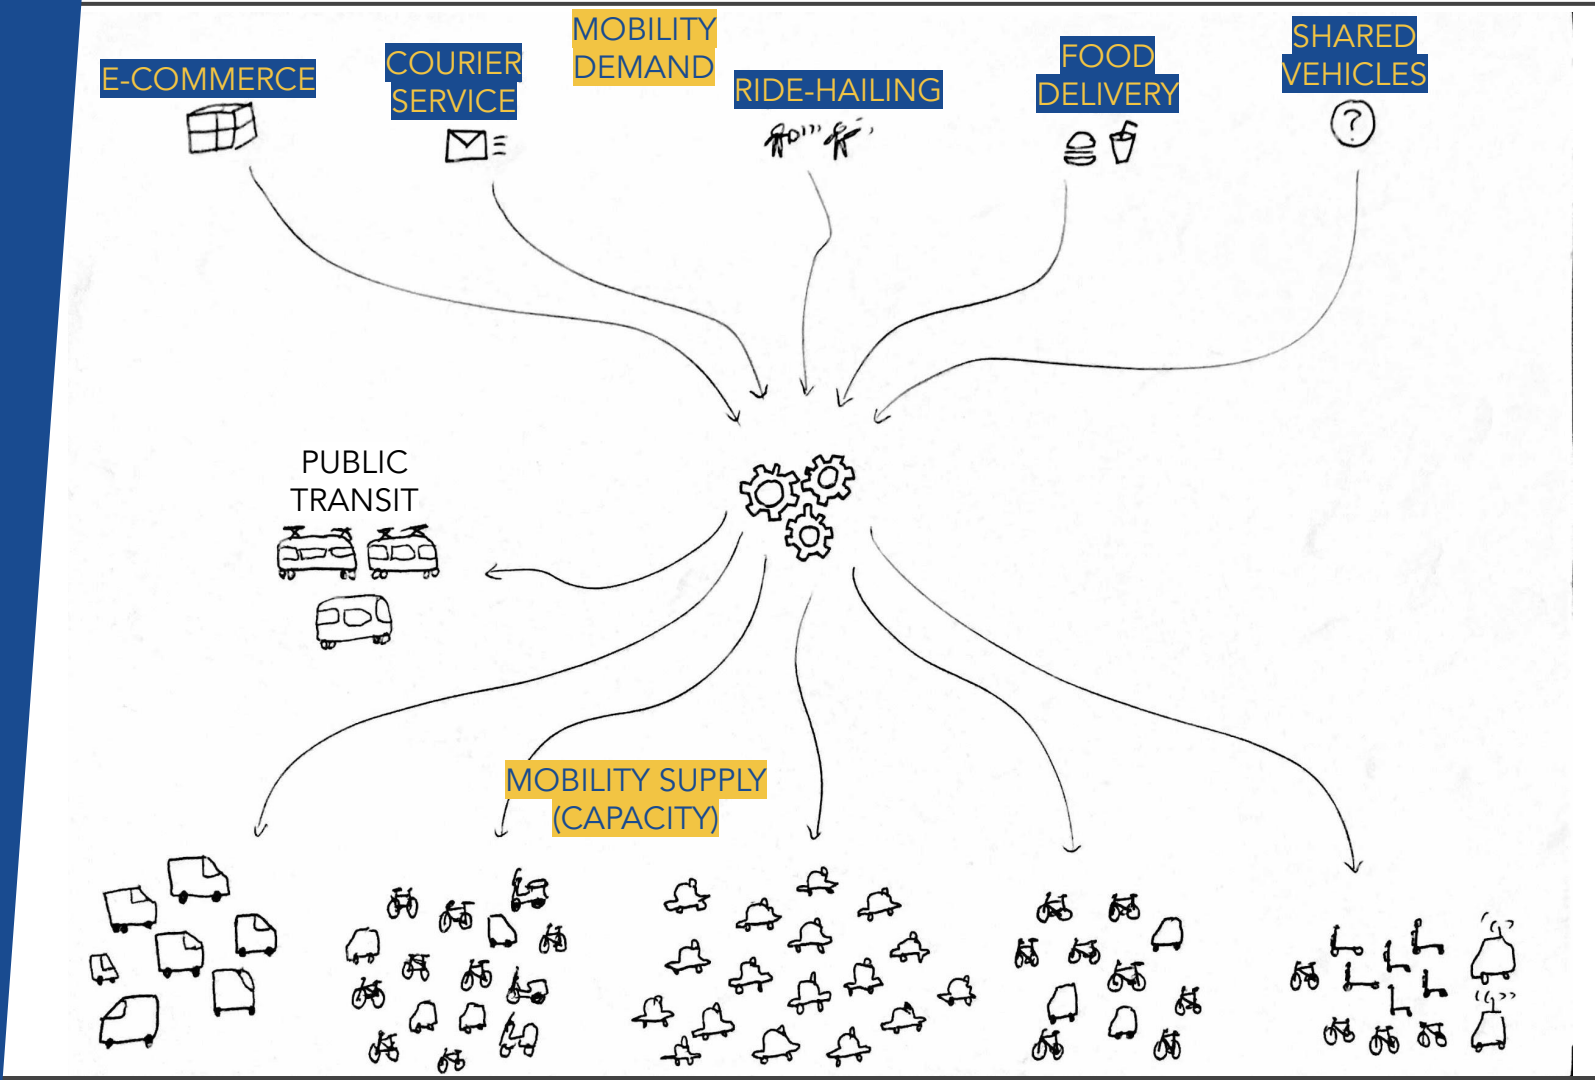 MOBILITY
DEMAND
E-COMMERCE
COURIER
SERVICE
RIDE-HAILING
FOOD
DELIVERY
SHARED
VEHICLES
?
PUBLIC
TRANSIT
MOBILITY SUPPLY
(CAPACITY)